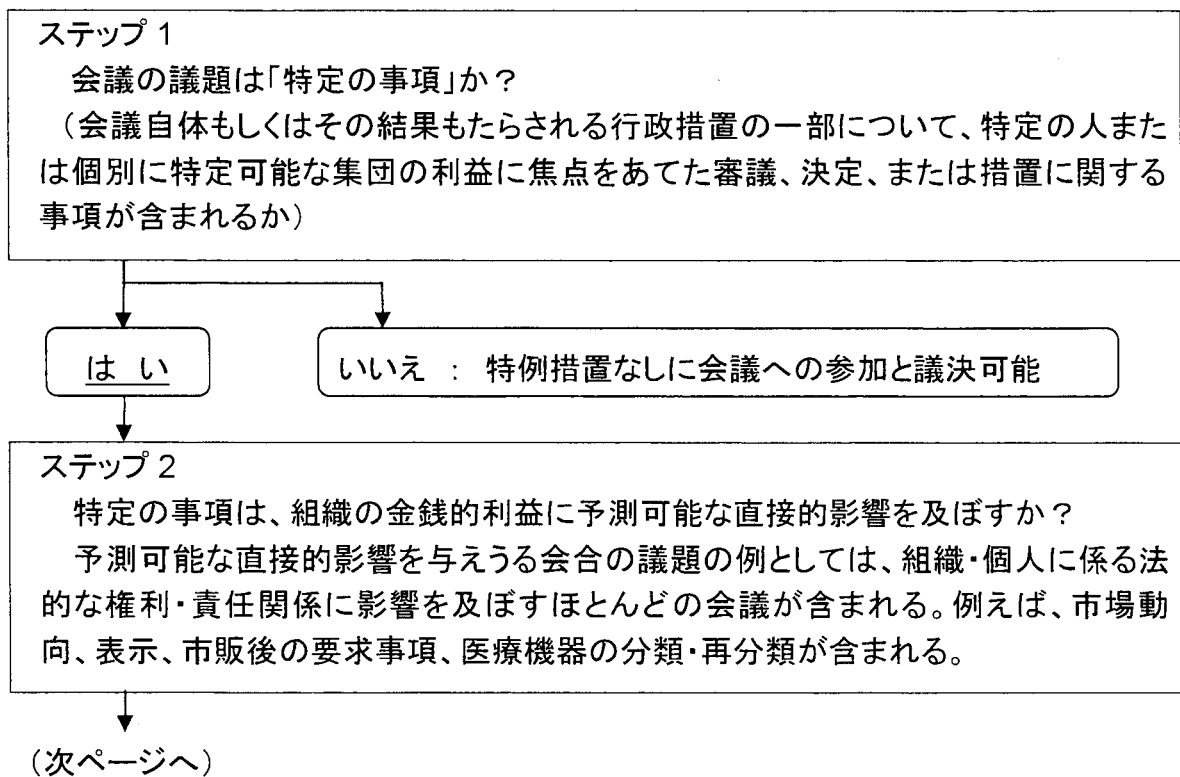 ステップ 1
会議の議題は「特定の事項」か?
(会議自体もしくはその結果もたらされる行政措置の一部について、特定の人また
は個別に特定可能な集団の利益に焦点をあてた審議、決定、または措置に関する
事項が含まれるか)
は い
いいえ : 特例措置なしに会議への参加と議決可能
ステップ 2
特定の事項は、組織の金銭的利益に予測可能な直接的影響を及ぼすか?
予測可能な直接的影響を与えうる会合の議題の例としては、組織・個人に係る法
的な権利・責任関係に影響を及ぼすほとんどの会議が含まれる。例えば、市場動
向、表示、市販後の要求事項、医療機器の分類・再分類が含まれる。
(次ページへ)